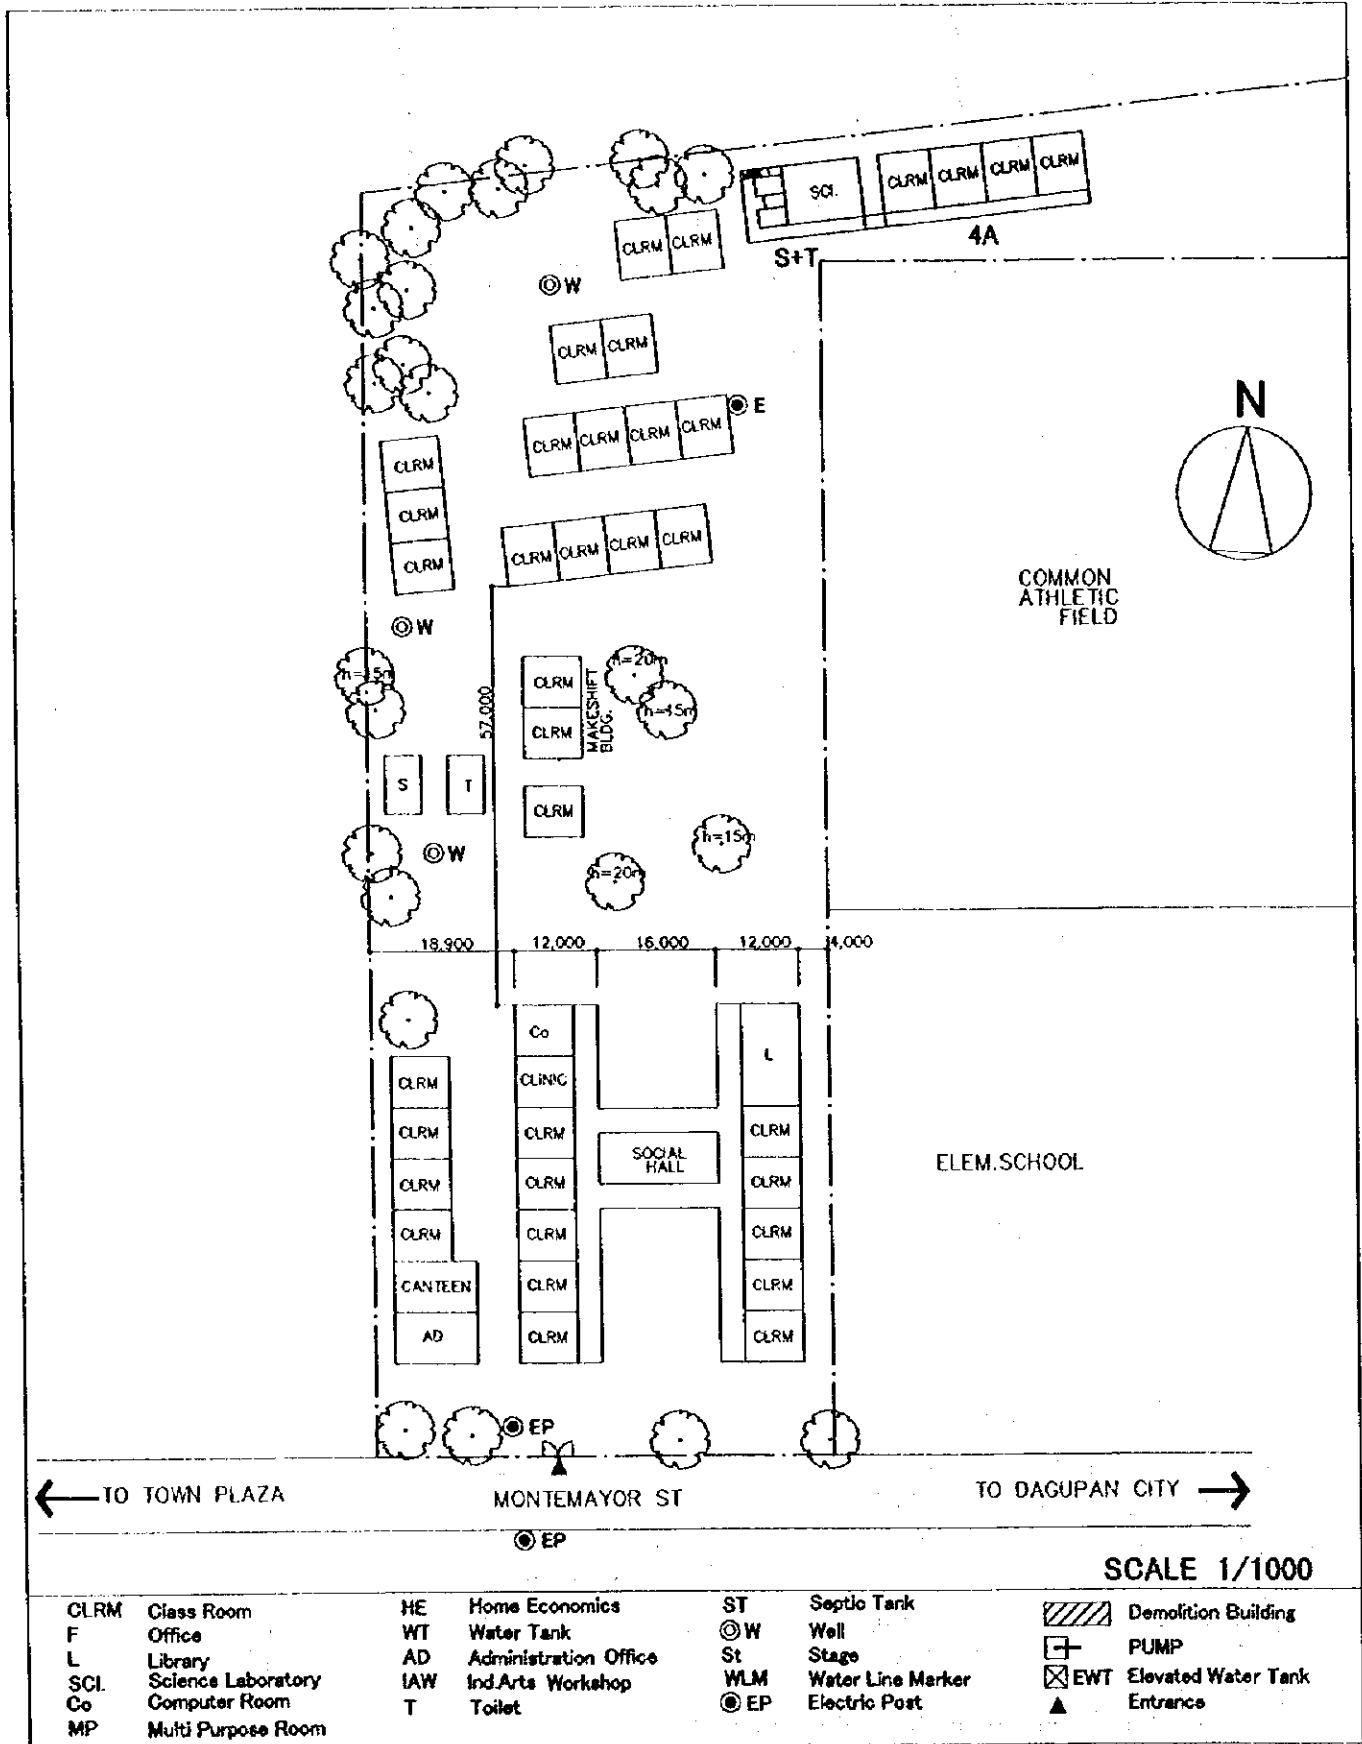 SCI.
CLRM CLRM CLRM CLRM
4A
S+T
CLRM CLRM
W
CLRM CLRM
E
CLRM CLRM CLRM CLRM
N
CLRM
CLRM
CLRM
CLRM CLRM CLRM CLRM
COMMON
ATHLETIC
FIELD
W
h=20m
h=15m
h=15m
CLRM
CLRM
MAKESHIFT
BLDG.
57,000
S
T
CLRM
h=15m
W
h=20m
18,900 12,000 16,000 12,000 4,000
Co
CLINIC
CLRM
CLRM
CLRM
CLRM
CLRM
L
CLRM
CLRM
CLRM
CLRM
CLRM
SOCIAL
HALL
CLRM
CLRM
CLRM
CLRM
CANTEEN
AD
ELEM.SCHOOL
EP
TO TOWN PLAZA
MONTEMAYOR ST
TO DAGUPAN CITY
EP
SCALE 1/1000
CLRM Class Room
F Office
L Library
SCI. Science Laboratory
Co Computer Room
MP Multi Purpose Room
HE Home Economics
WT Water Tank
AD Administration Office
IAW Ind.Arts Workshop
T Toilet
ST Septic Tank
W Well
St Stage
WLM Water Line Marker
EP Electric Post
Demolition Building
PUMP
EWT Elevated Water Tank
Entrance